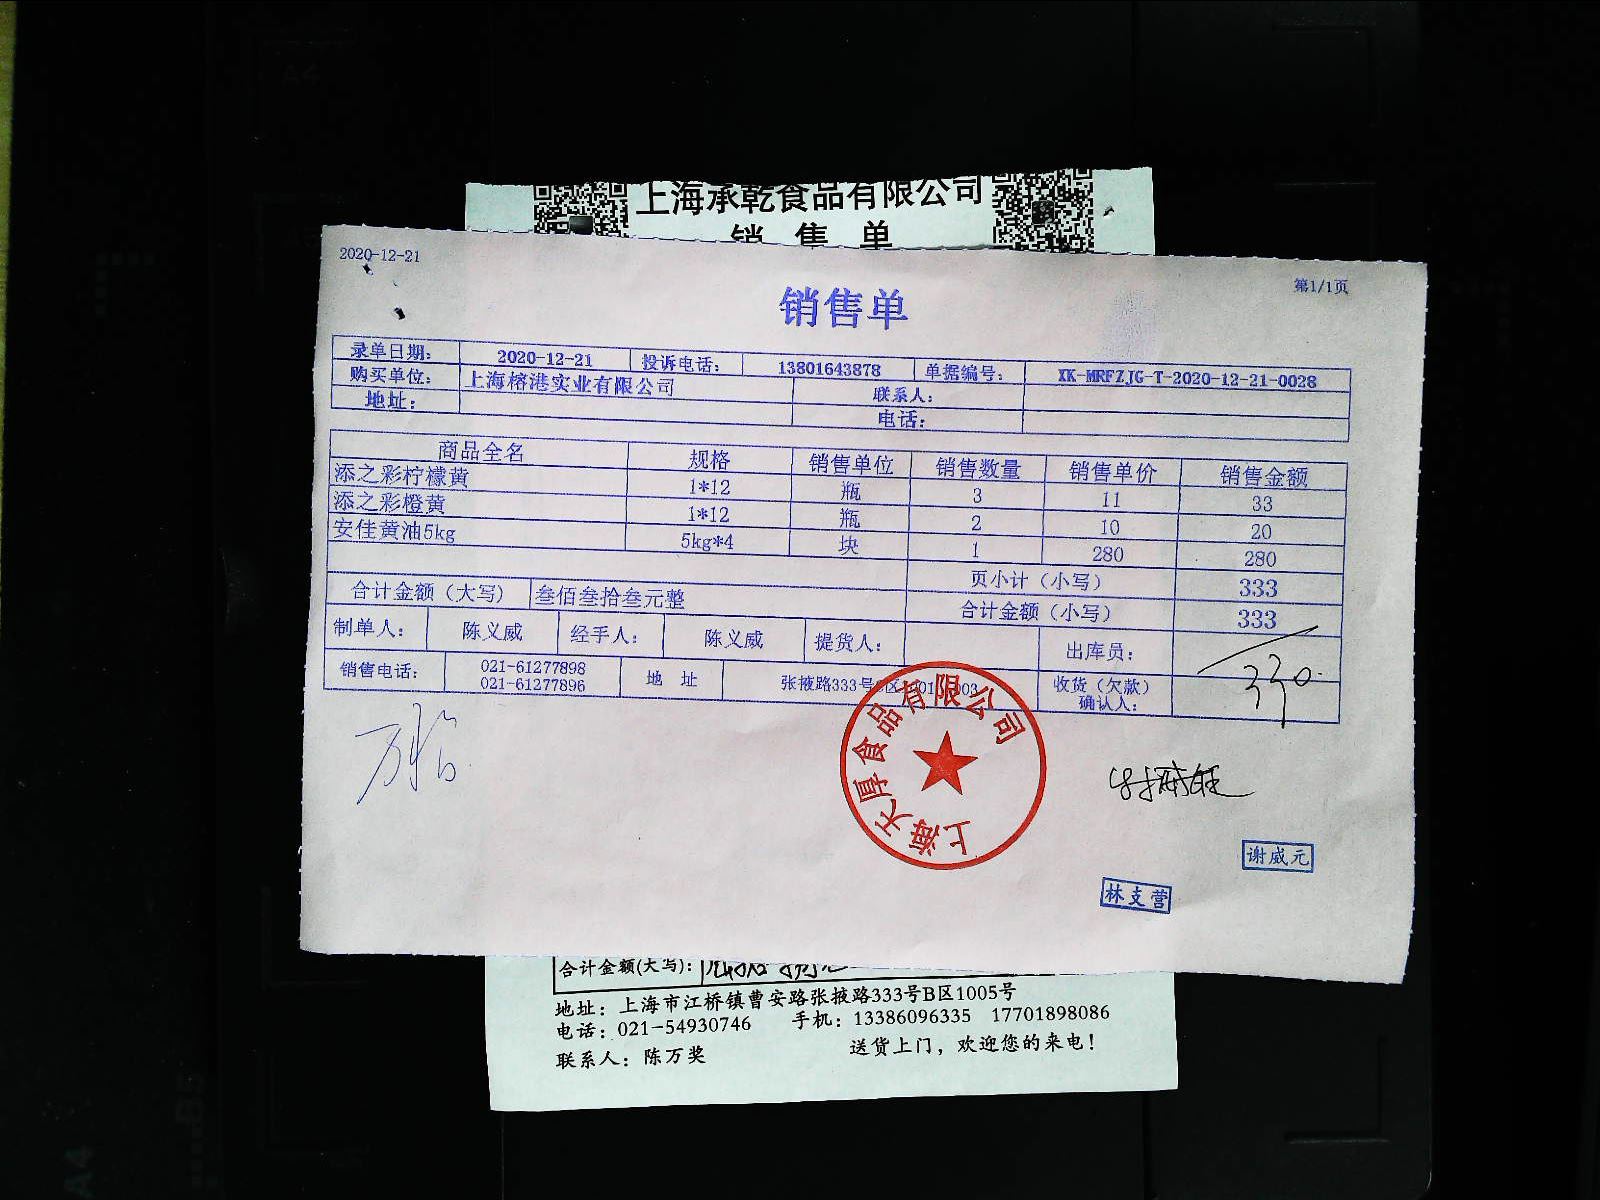 上海承乾食品有限公司
销 售 单
2020-12-21
第1/1页
销售单
录单日期: 2020-12-21 投诉电话: 13801643878 单据编号: XK-MRFZJG-T-2020-12-21-0028
购买单位: 上海榕港实业有限公司 联系人:
地址: 电话:
商品全名 规格 销售单位 销售数量 销售单价 销售金额
添之彩柠檬黄 1*12 瓶 3 11 33
添之彩橙黄 1*12 瓶 2 10 20
安佳黄油5kg 5kg*4 块 1 280 280
页小计（小写） 333
合计金额（大写） 叁佰叁拾叁元整 合计金额（小写） 333
制单人: 陈义威 经手人: 陈义威 提货人: 出库员:
330.
销售电话: 021-61277898 地 址 张掖路333号 收货（欠款）
021-61277896 确认人:
上海天厚食品有限公司
谢威元
林支营
合计金额(大写):
地址: 上海市江桥镇曹安路张掖路333号B区1005号
电话: 021-54930746 手机: 13386096335 17701898086
联系人: 陈万奖 送货上门，欢迎您的来电!